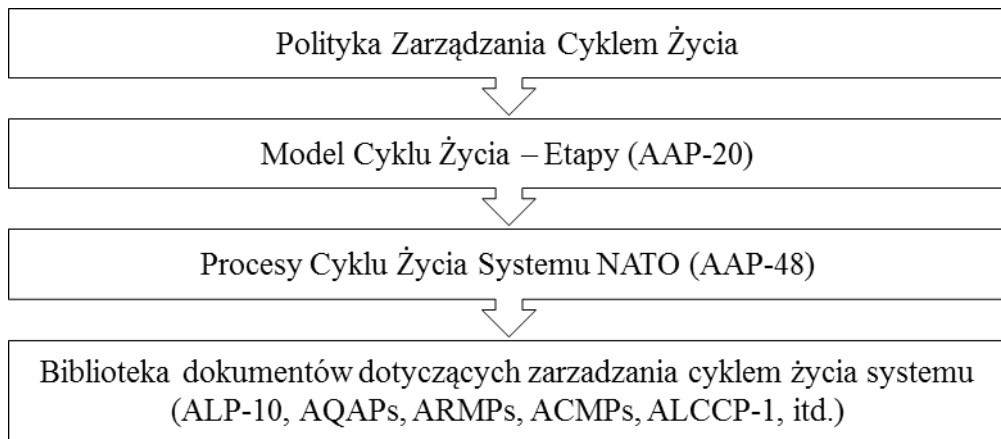 Polityka Zarządzania Cyklem Życia
Model Cyklu Życia – Etapy (AAP-20)
Procesy Cyklu Życia Systemu NATO (AAP-48)
Biblioteka dokumentów dotyczących zarzadzania cyklem życia systemu
(ALP-10, AQAPs, ARMPs, ACMPs, ALCCP-1, itd.)